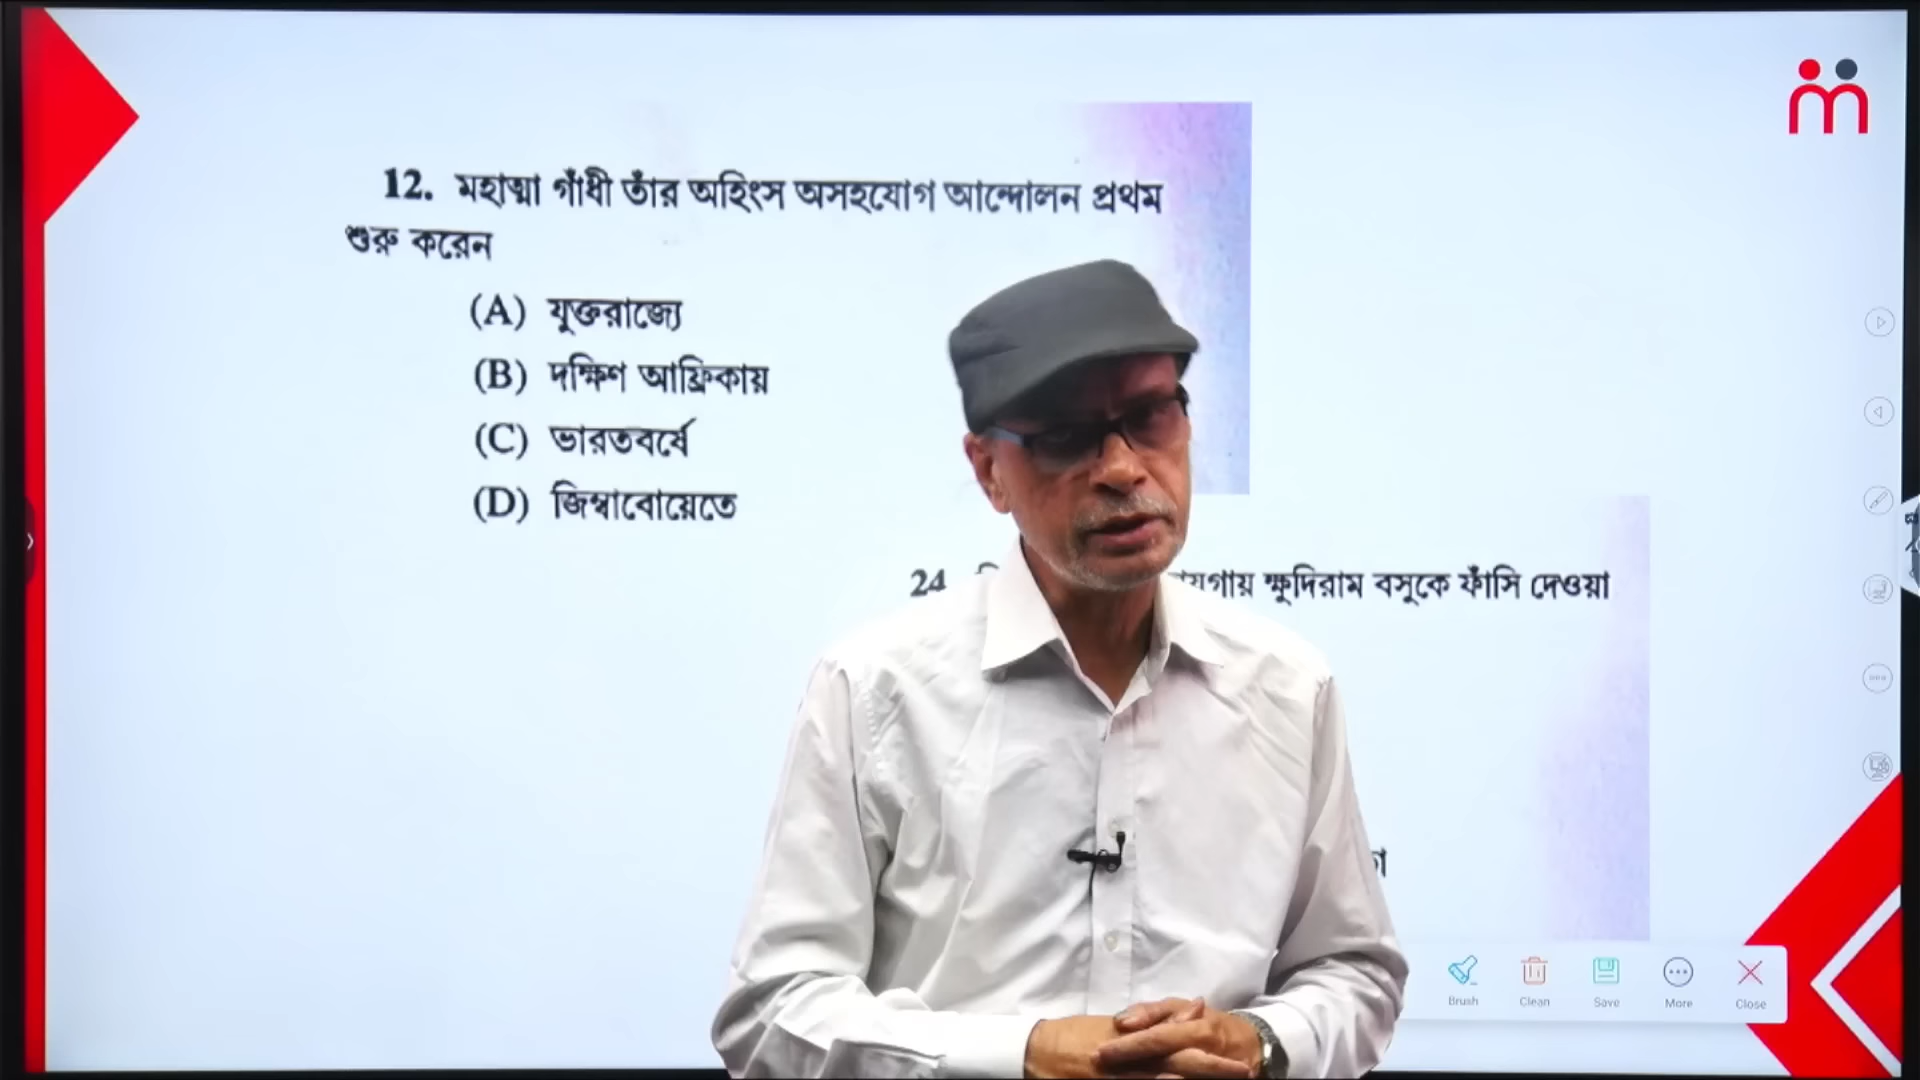 12. মহাত্মা গাঁধী তাঁর অহিংস অসহযোগ আন্দোলন প্রথম
শুরু করেন
(A) যুক্তরাজ্যে
(B) দক্ষিণ আফ্রিকায়
(C) ভারতবর্ষে
(D) জিম্বাবোয়েতে
24 ক্ষুদিরাম বসুকে ফাঁসি দেওয়া
Brush Clean Save More Close